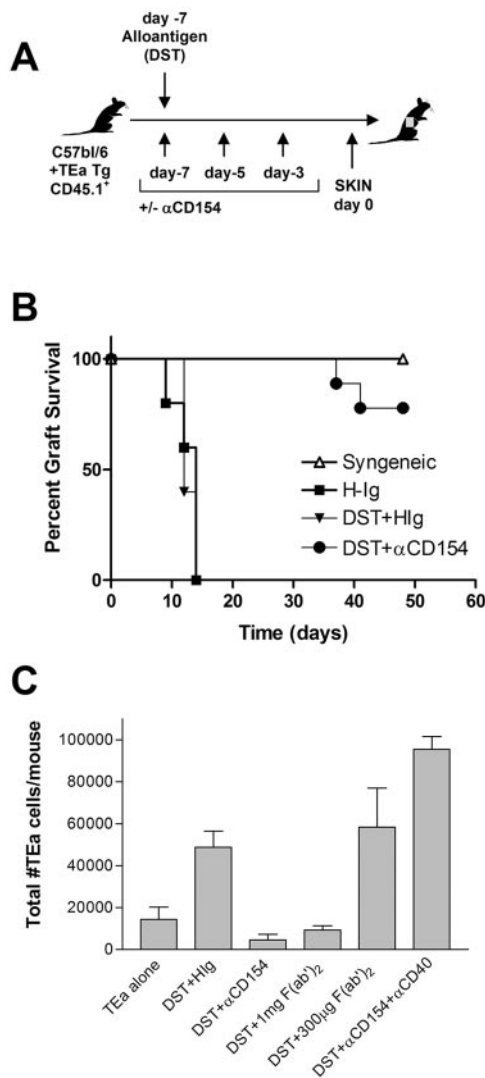 A
day -7
Alloantigen
(DST)
C57bl/6
+TEa Tg
CD45.1+
day-7
day-5
day-3
SKIN
day 0
+/- αCD154
B
Percent Graft Survival
100
50
0
0
10
20
30
40
50
60
Time (days)
Syngeneic
H-Ig
DST+HIg
DST+αCD154
C
Total #TEa cells/mouse
100000
80000
60000
40000
20000
0
TEa alone
DST+HIg
DST+αCD154
DST+1mg F(ab')2
DST+300µg F(ab')2
DST+αCD154+αCD40